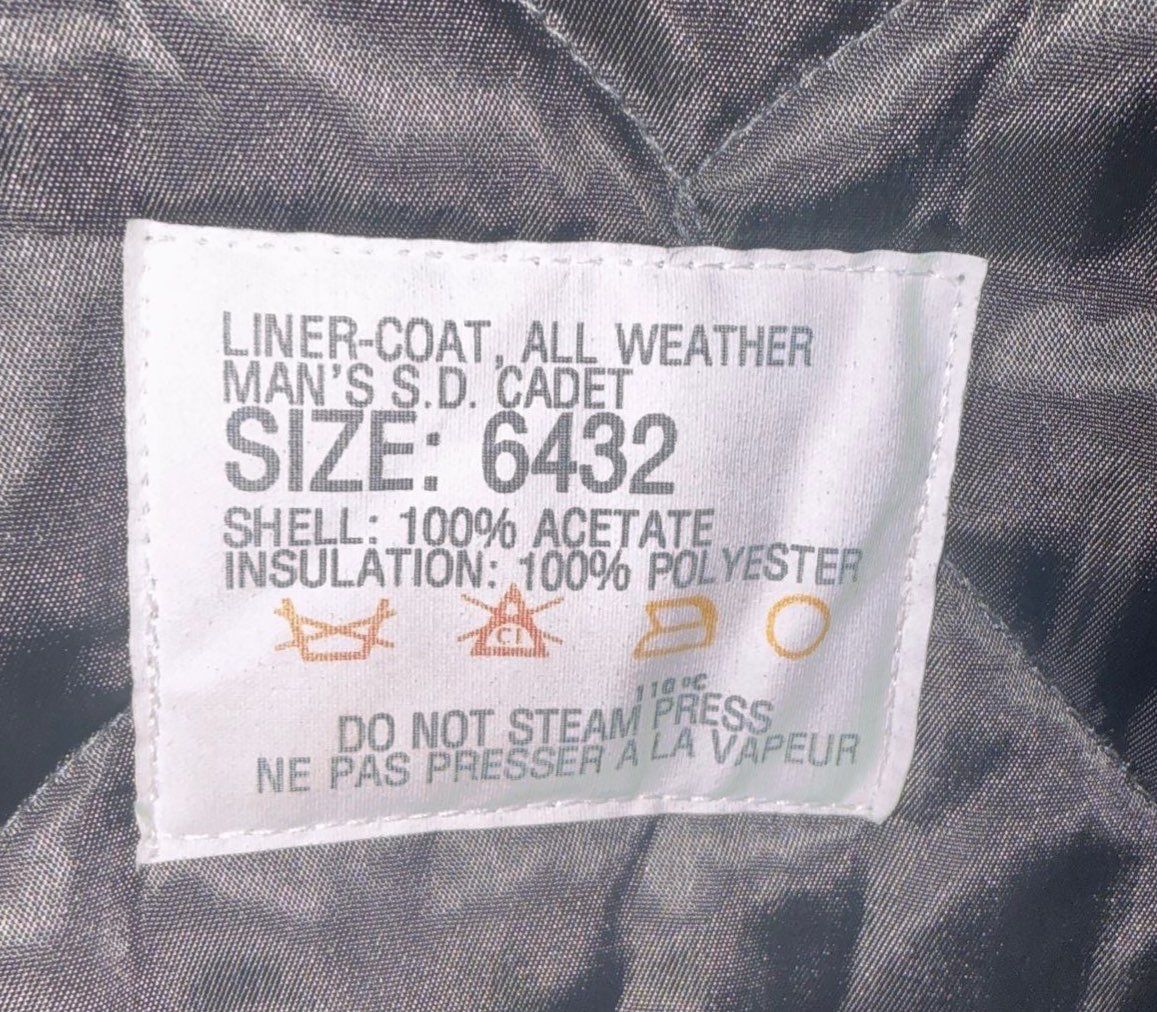 LINER-COAT, ALL WEATHER
MAN'S S.D. CADET
SIZE: 6432
SHELL: 100% ACETATE
INSULATION: 100% POLYESTER
CL
110°C
DO NOT STEAM PRESS
NE PAS PRESSER A LA VAPEUR